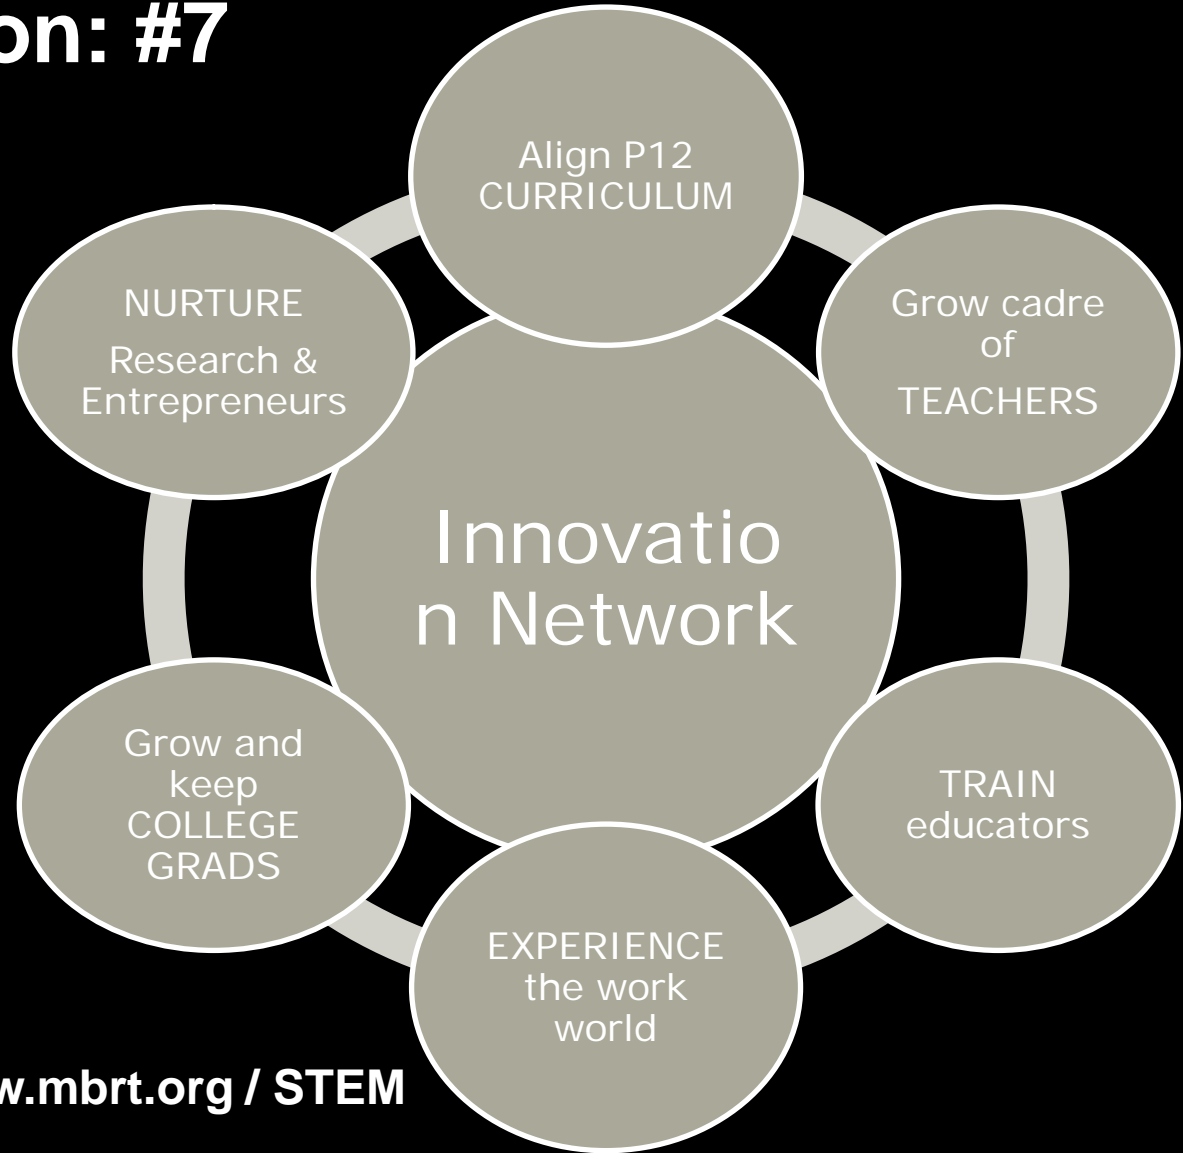 on: #7
Align P12
CURRICULUM
Grow cadre
of
TEACHERS
TRAIN
educators
EXPERIENCE
the work
world
Grow and
keep
COLLEGE
GRADS
NURTURE
Research &
Entrepreneurs
Innovatio
n Network
w.mbrt.org / STEM